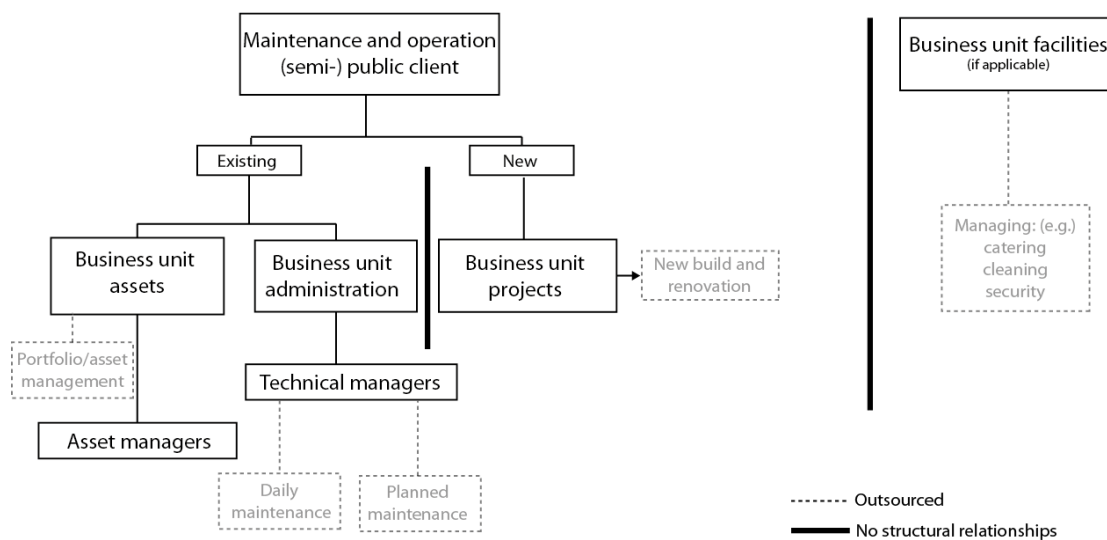 Maintenance and operation
(semi-) public client
Business unit facilities
(if applicable)
Existing
New
Business unit
assets
Business unit
administration
Business unit
projects
New build and
renovation
Managing: (e.g.)
catering
cleaning
security
Portfolio/asset
management
Technical managers
Asset managers
Daily
maintenance
Planned
maintenance
Outsourced
No structural relationships